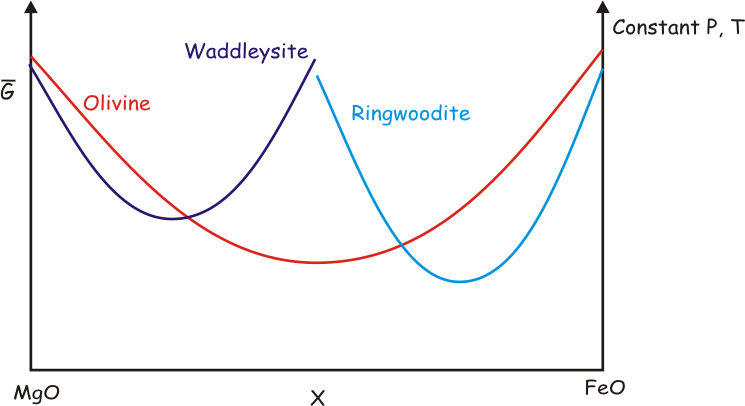 Constant P, T
Waddleysite
G̅
Olivine
Ringwoodite
MgO
X
FeO